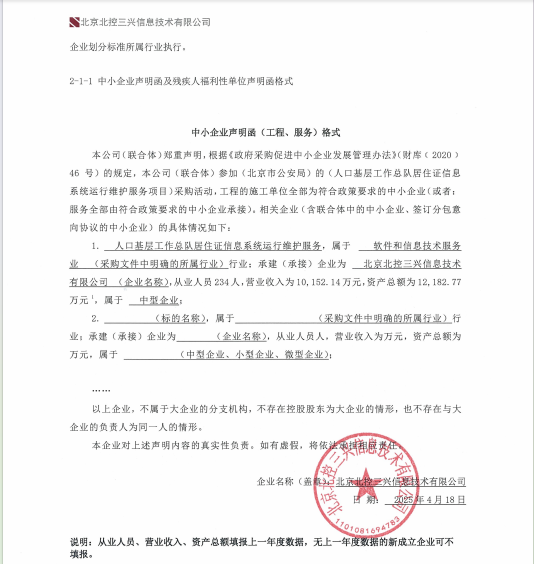 北京北控三兴信息技术有限公司
企业划分标准所属行业执行。
2-1-1 中小企业声明函及残疾人福利性单位声明函格式
中小企业声明函（工程、服务）格式
本公司（联合体）郑重声明，根据《政府采购促进中小企业发展管理办法》（财库﹝2020﹞
46 号）的规定，本公司（联合体）参加（北京市公安局）的（人口基层工作总队居住证信息
系统运行维护服务项目）采购活动，工程的施工单位全部为符合政策要求的中小企业（或者：
服务全部由符合政策要求的中小企业承接）。相关企业（含联合体中的中小企业、签订分包意
向协议的中小企业）的具体情况如下：
1. 人口基层工作总队居住证信息系统运行维护服务，属于 软件和信息技术服务
业 （采购文件中明确的所属行业）行业；承建（承接）企业为 北京北控三兴信息技术
有限公司 （企业名称），从业人员 234 人，营业收入为 10,152.14 万元，资产总额为 12,182.77
万元¹，属于 中型企业；
2. （标的名称），属于 （采购文件中明确的所属行业）行
业；承建（承接）企业为 （企业名称），从业人员人，营业收入为万元，资产总额为
万元，属于 （中型企业、小型企业、微型企业）；
……
以上企业，不属于大企业的分支机构，不存在控股股东为大企业的情形，也不存在与大
企业的负责人为同一人的情形。
本企业对上述声明内容的真实性负责。如有虚假，将依法承担相应责任。
企业名称（盖章）：北京北控三兴信息技术有限公司
日 期： 2025 年 4 月 18 日
北京北控三兴信息技术有限公司
1101081694783
说明：从业人员、营业收入、资产总额填报上一年度数据，无上一年度数据的新成立企业可不
填报。